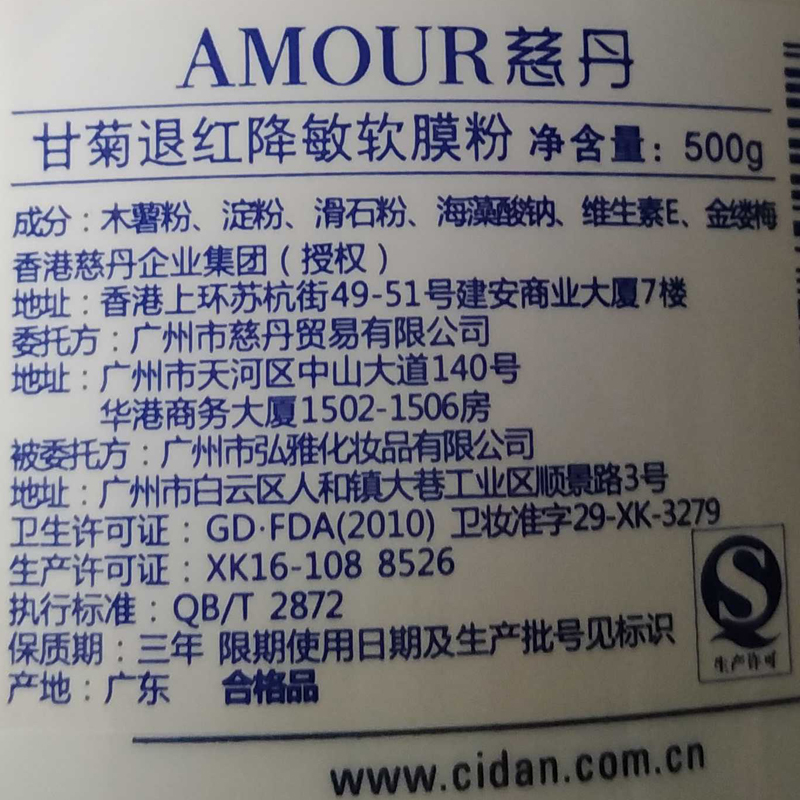 AMOUR慈丹
甘菊退红降敏软膜粉 净含量：500g
成分：木薯粉、淀粉、滑石粉、海藻酸钠、维生素E、金缕梅
香港慈丹企业集团（授权）
地址：香港上环苏杭街49-51号建安商业大厦7楼
委托方：广州市慈丹贸易有限公司
地址：广州市天河区中山大道140号
华港商务大厦1502-1506房
被委托方：广州市弘雅化妆品有限公司
地址：广州市白云区人和镇大巷工业区顺景路3号
卫生许可证：GD·FDA(2010) 卫妆准字29-XK-3279
生产许可证：XK16-108 8526
执行标准：QB/T 2872
保质期：三年 限期使用日期及生产批号见标识
产地：广东 合格品
生产许可
www.cidan.com.cn